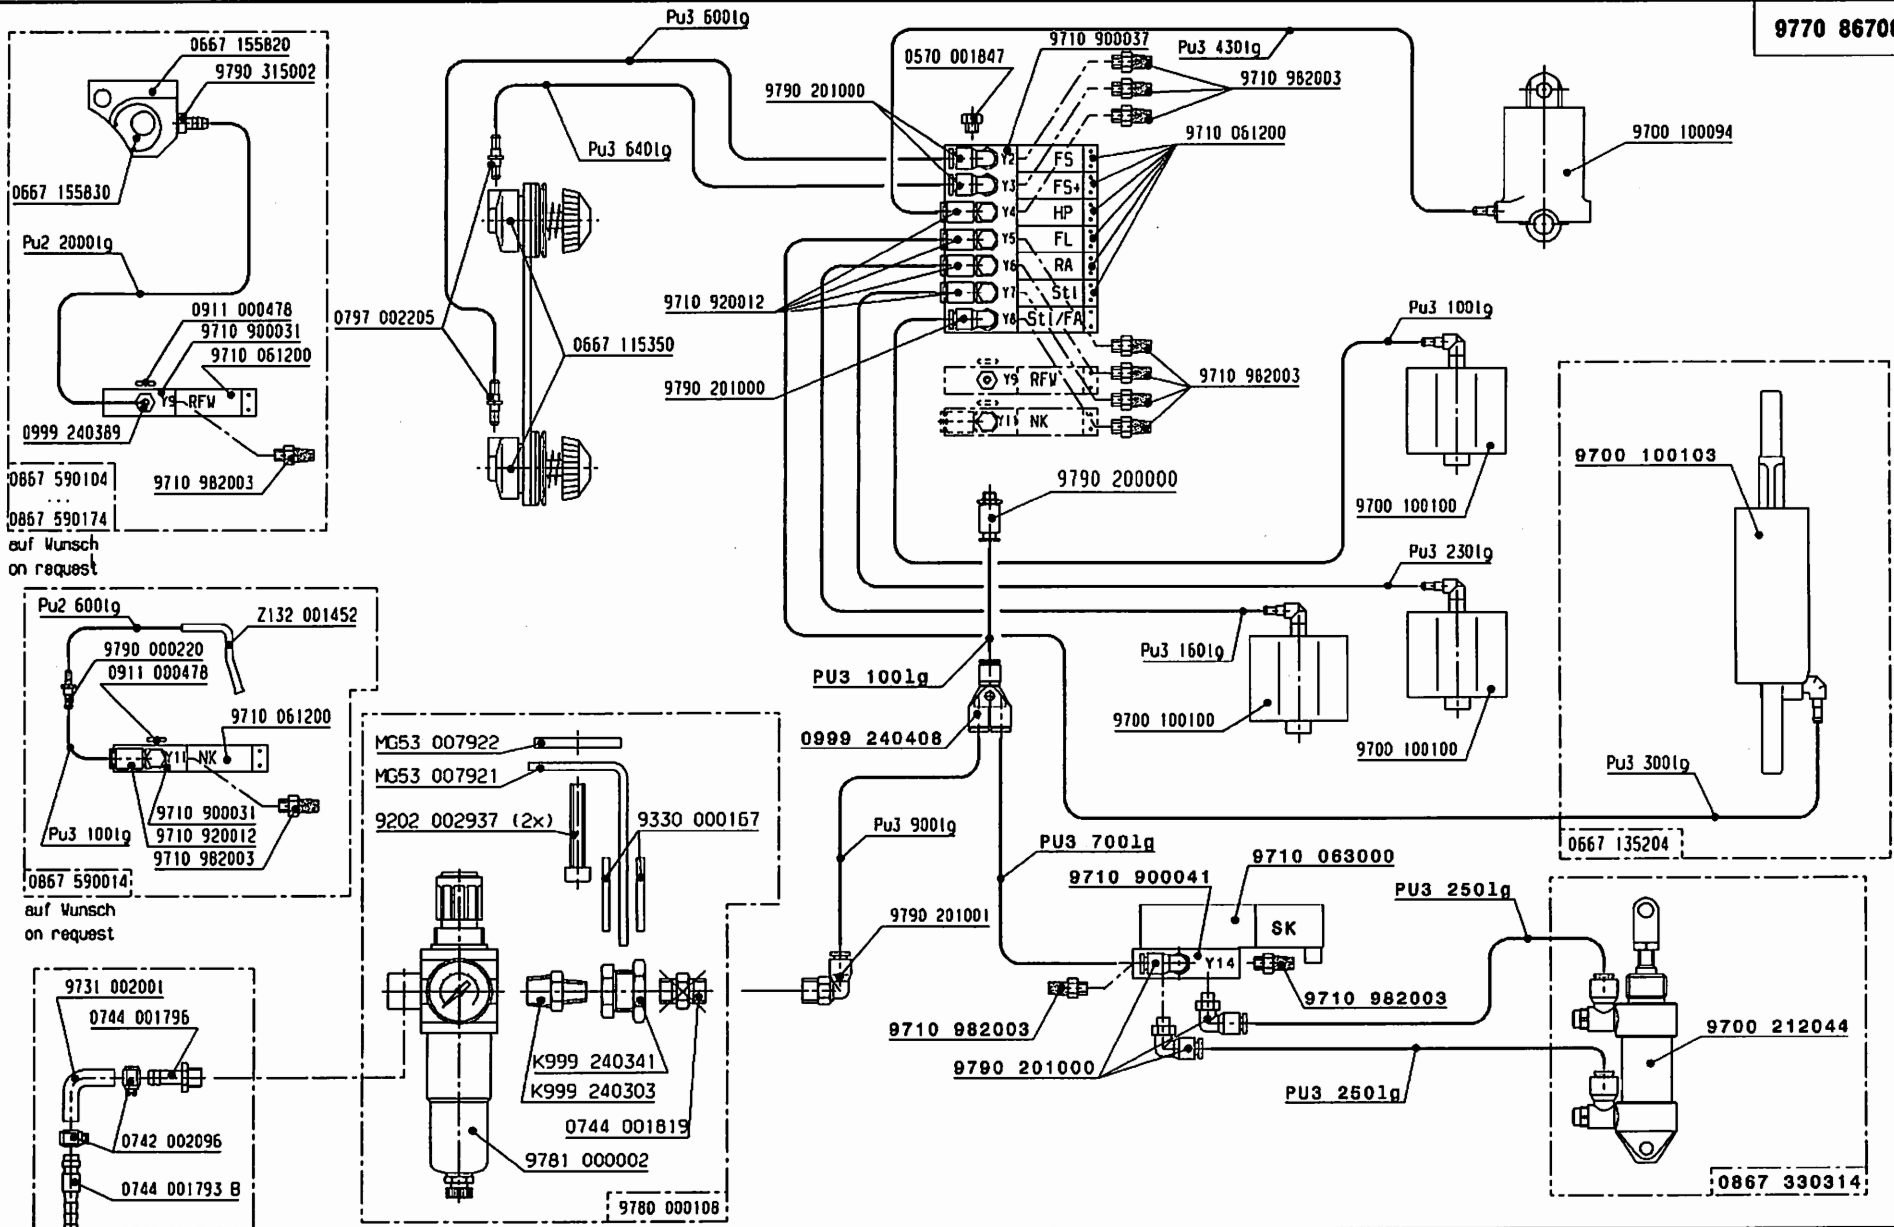 9770 8670
0667 155820
9790 315002
0667 155830
Pu2 2000lg
0911 000478
9710 900031
9710 061200
Y9
RFW
0999 240389
9710 982003
0867 590104
...
0867 590174
auf Wunsch
on request
Pu3 600lg
Pu3 640lg
0797 002205
0667 115350
9790 201000
0570 001847
9710 900037
Pu3 430lg
9710 982003
9710 061200
9700 100094
Y2 FS
Y3 FS+
Y4 HP
Y5 FL
Y6 RA
Y7 Stl
Y8 Stl/FA
Y9 RFW
Y11 NK
9710 920012
9790 201000
9710 982003
9790 200000
Pu3 100lg
9700 100100
Pu3 230lg
9700 100100
Pu3 160lg
9700 100100
9700 100103
Pu3 300lg
0667 135204
Pu2 600lg
Z132 001452
9790 000220
0911 000478
9710 061200
Y11
NK
9710 900031
9710 920012
9710 982003
Pu3 100lg
0867 590014
auf Wunsch
on request
MG53 007922
MG53 007921
9202 002937 (2x)
9330 000167
K999 240341
K999 240303
0744 001819
9781 000002
9780 000108
PU3 100lg
0999 240408
Pu3 900lg
PU3 700lg
9790 201001
9710 063000
9710 900041
SK
Y14
9710 982003
9710 982003
9790 201000
PU3 250lg
PU3 250lg
9700 212044
0867 330314
9731 002001
0744 001796
0742 002096
0744 001793 B